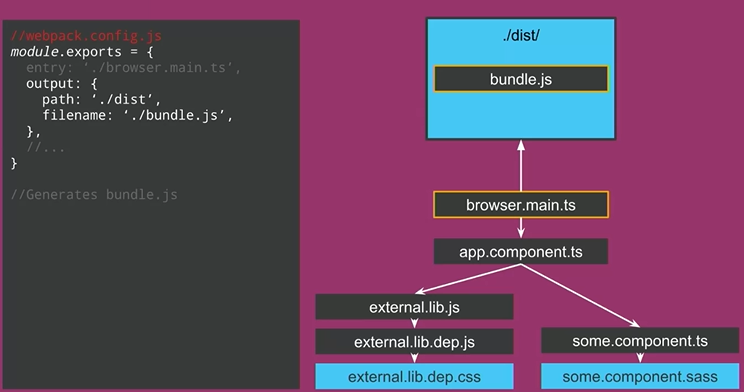 //webpack.config.js
module.exports = {
entry: ‘./browser.main.ts’,
output: {
path: ‘./dist’,
filename: ‘./bundle.js’,
},
//...
}
//Generates bundle.js
./dist/
bundle.js
browser.main.ts
app.component.ts
external.lib.js
external.lib.dep.js
some.component.ts
external.lib.dep.css
some.component.sass